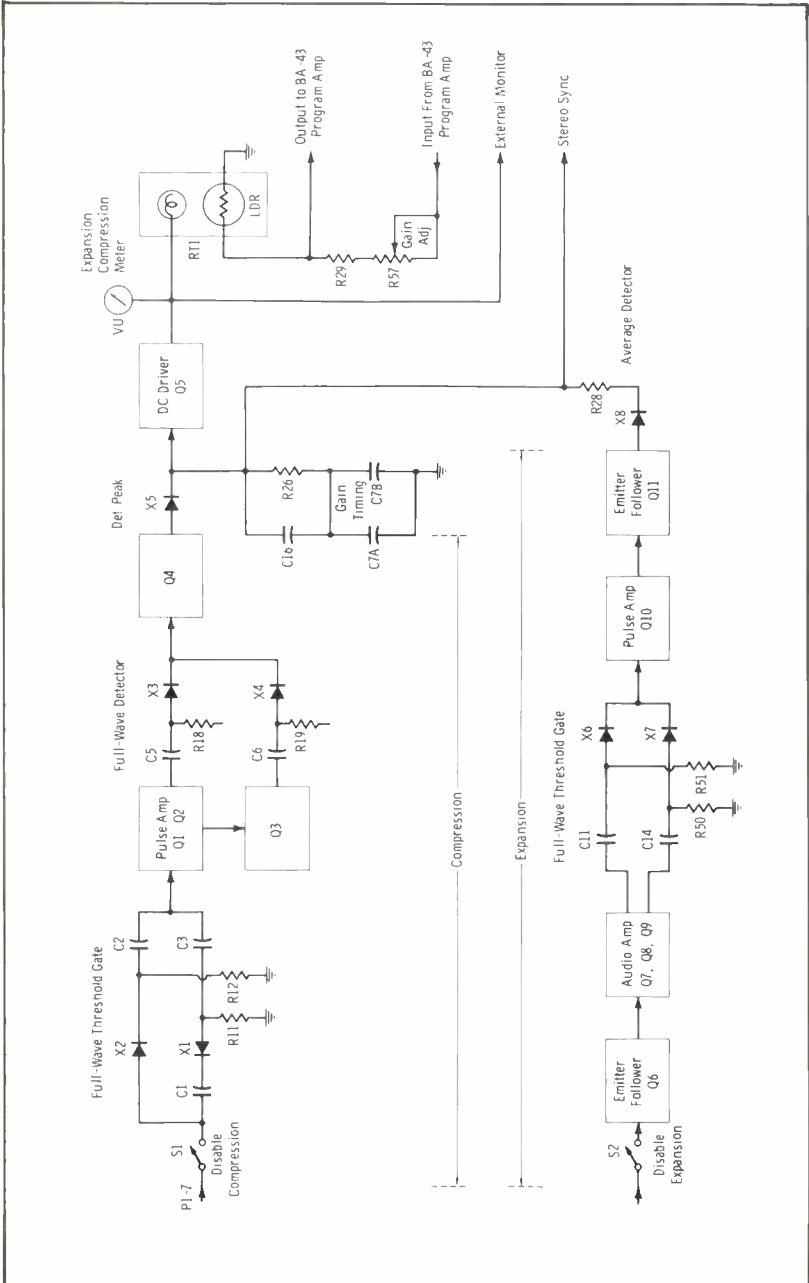 Expansion
Compression
Meter
VU
RT1
LDR
Output to BA-43
Program Amp
R29
Gain
Adj
R57
Input From BA-43
Program Amp
External Monitor
Stereo Sync
DC Driver
Q5
Det Peak
X5
Q4
C16
R26
Gain
Timing
C7A
C7B
Full-Wave Detector
C5
X3
R18
C6
X4
R19
Pulse Amp
Q1 Q2
Q3
Full-Wave Threshold Gate
X2
C2
C3
R12
R11
X1
C1
S1
P1-7
Disable
Compression
Compression
Expansion
Average Detector
R28
X8
Emitter
Follower
Q11
Pulse Amp
Q10
Full-Wave Threshold Gate
X6
X7
C11
C14
R51
R50
Audio Amp
Q7, Q8, Q9
Emitter
Follower
Q6
S2
Disable
Expansion